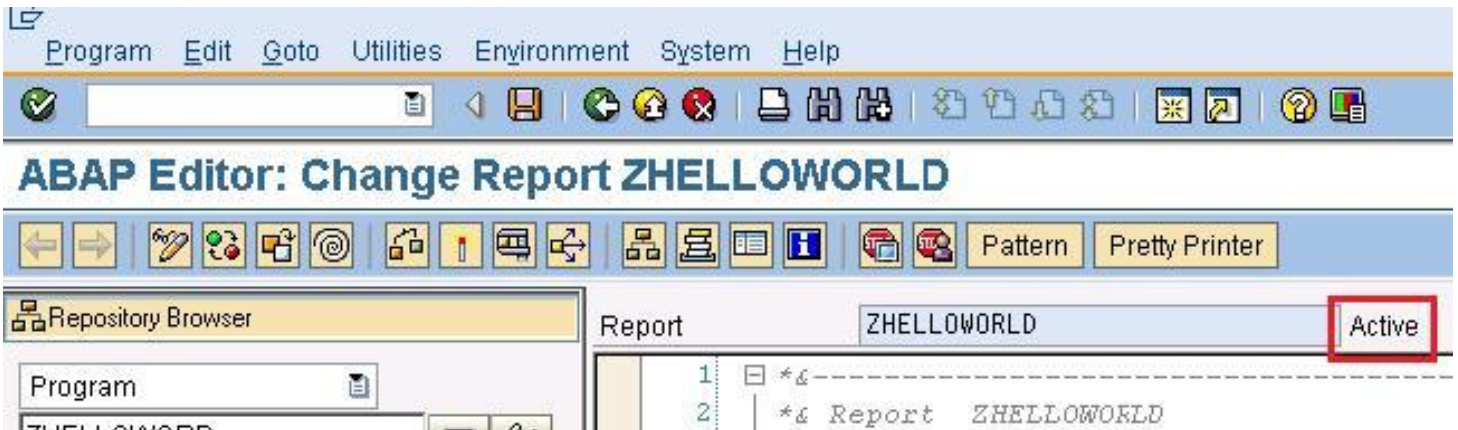 Program Edit Goto Utilities Environment System Help
ABAP Editor: Change Report ZHELLOWORLD
Pattern Pretty Printer
Repository Browser
Report ZHELLOWORLD Active
Program
1 *&---------------------------------------------
2 *& Report ZHELLOWORLD